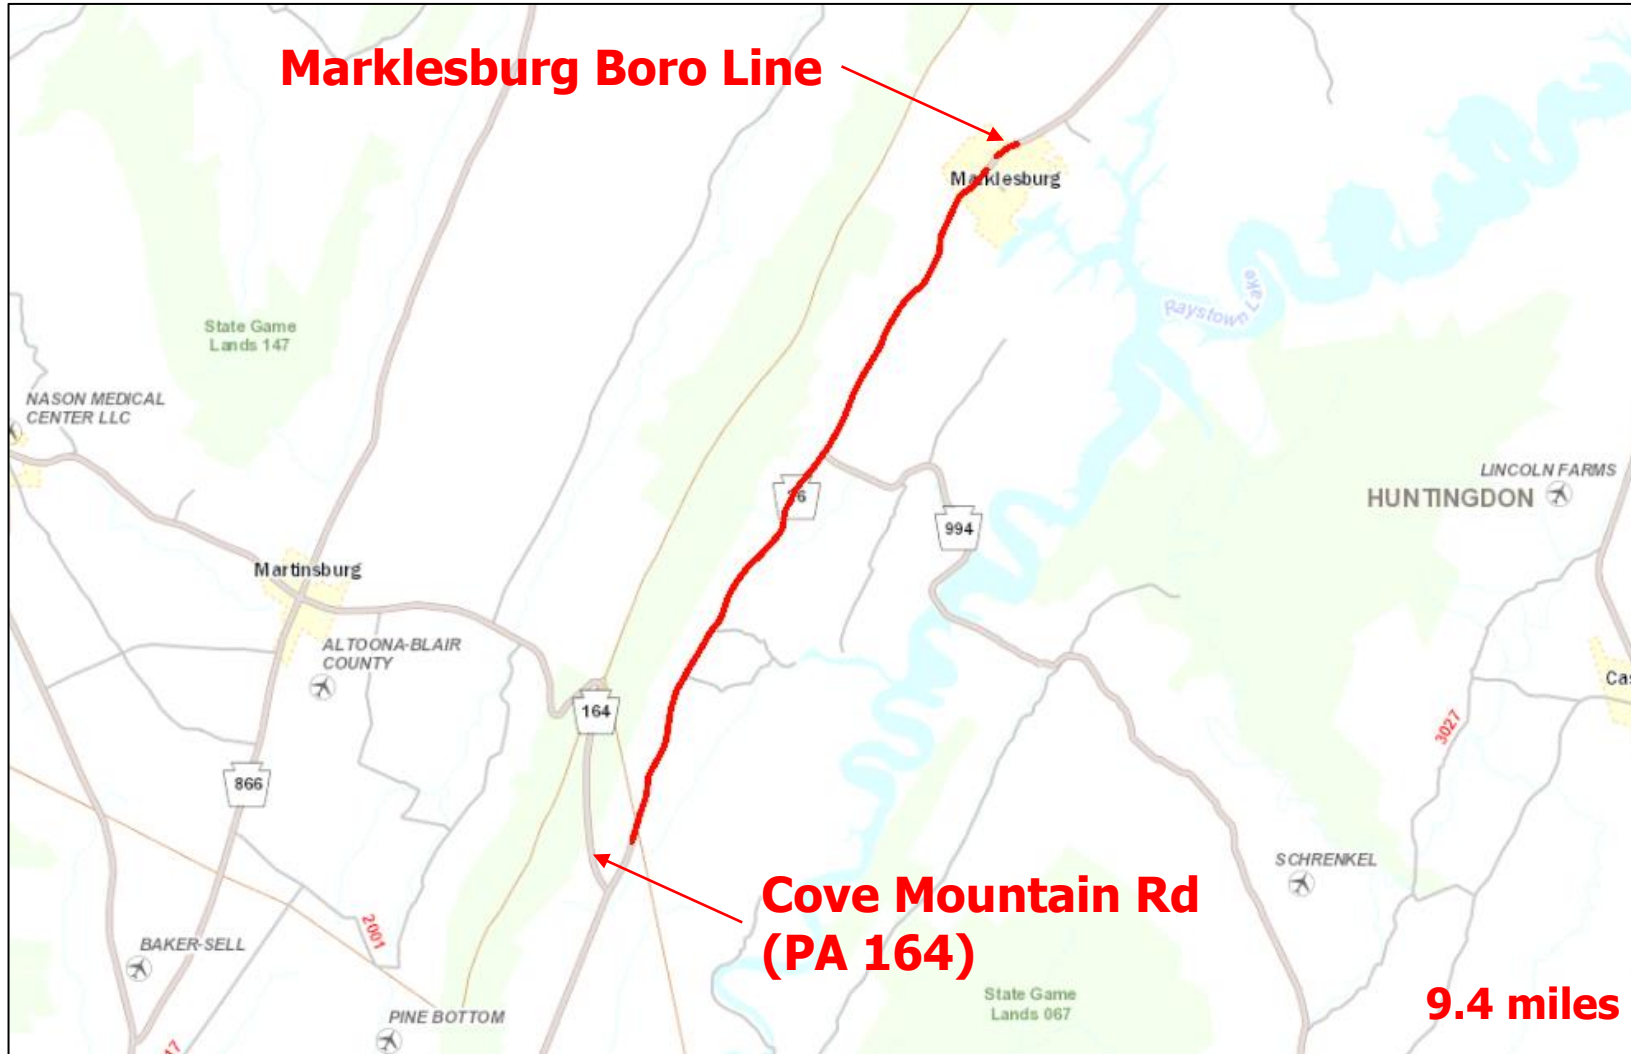 Marklesburg Boro Line
Marklesburg
Raystown Lake
State Game
Lands 147
NASON MEDICAL
CENTER LLC
LINCOLN FARMS
HUNTINGDON
26
994
Martinsburg
ALTOONA-BLAIR
COUNTY
164
Cas
3027
866
SCHRENKEL
Cove Mountain Rd
(PA 164)
2001
BAKER-SELL
State Game
Lands 067
9.4 miles
PINE BOTTOM